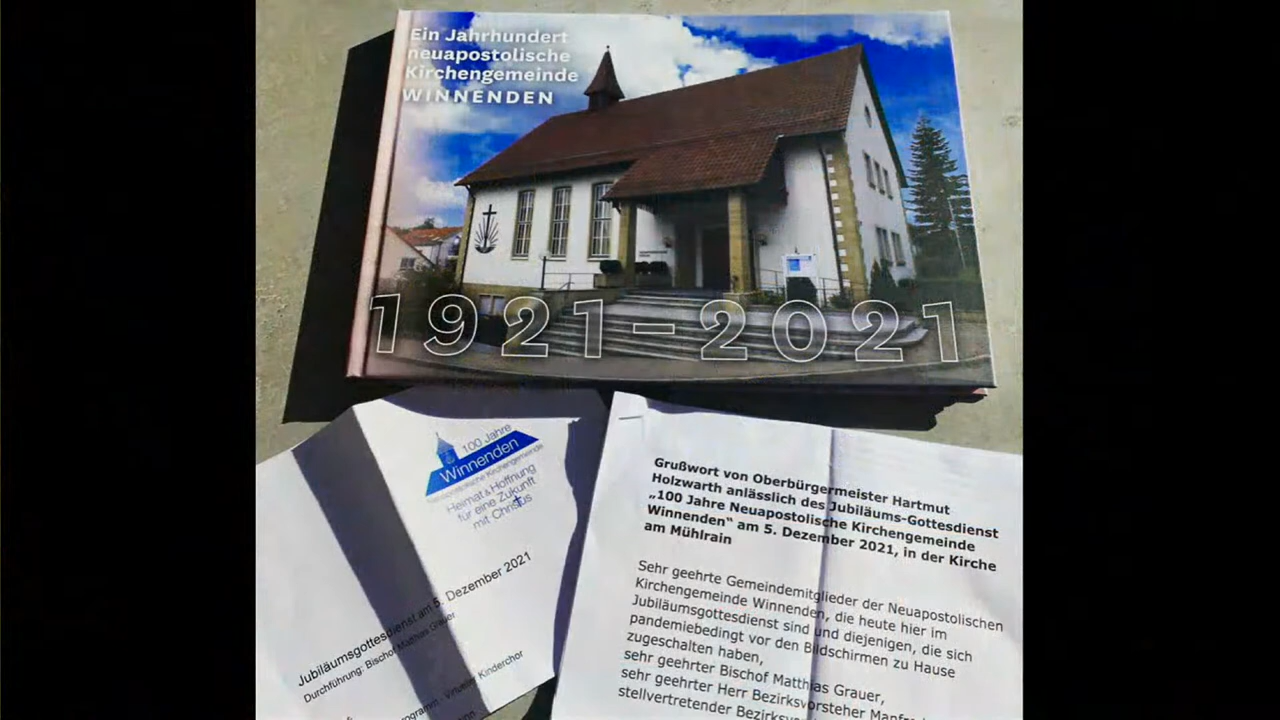 Ein Jahrhundert
neuapostolische
Kirchengemeinde
WINNENDEN
1921–2021
100 Jahre
Winnenden
Neuapostolische Kirchengemeinde
Heimat & Hoffnung
für eine Zukunft
mit Christus
Jubiläumsgottesdienst am 5. Dezember 2021
Durchführung: Bischof Matthias Grauer
Virtueller Kinderchor
Grußwort von Oberbürgermeister Hartmut
Holzwarth anlässlich des Jubiläums-Gottesdienst
„100 Jahre Neuapostolische Kirchengemeinde
Winnenden“ am 5. Dezember 2021, in der Kirche
am Mühlrain
Sehr geehrte Gemeindemitglieder der Neuapostolischen
Kirchengemeinde Winnenden, die heute hier im
Jubiläumsgottesdienst sind und diejenigen, die sich
pandemiebedingt vor den Bildschirmen zu Hause
zugeschalten haben,
sehr geehrter Bischof Matthias Grauer,
sehr geehrter Herr Bezirksvorsteher
stellvertretender